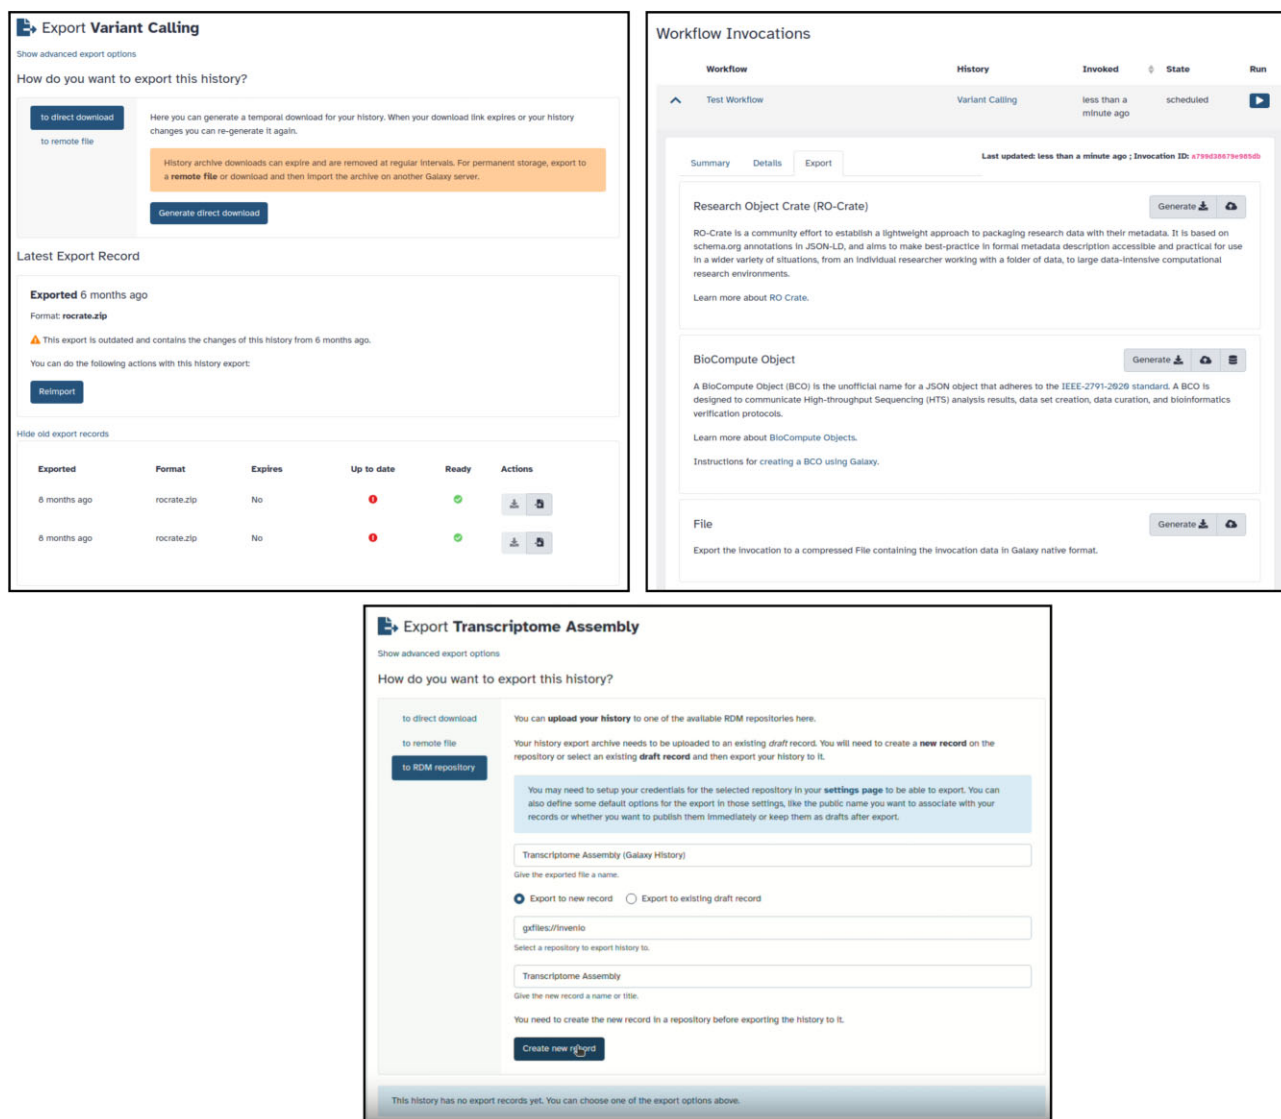 Export Variant Calling
Show advanced export options
How do you want to export this history?
to direct download
to remote file
Here you can generate a temporal download for your history. When your download link expires or your history
changes you can re-generate it again.
History archive downloads can expire and are removed at regular intervals. For permanent storage, export to
a remote file or download and then import the archive on another Galaxy server.
Generate direct download
Latest Export Record
Exported 6 months ago
Format: rocrate.zip
This export is outdated and contains the changes of this history from 6 months ago.
You can do the following actions with this history export:
Reimport
Hide old export records
Exported Format Expires Up to date Ready Actions
6 months ago rocrate.zip No
6 months ago rocrate.zip No
Workflow Invocations
Workflow History Invoked State Run
Test Workflow Variant Calling less than a scheduled
minute ago
Summary Details Export
Last updated: less than a minute ago ; Invocation ID: a799d38679e985db
Research Object Crate (RO-Crate)
Generate
RO-Crate is a community effort to establish a lightweight approach to packaging research data with their metadata. It is based on
schema.org annotations in JSON-LD, and aims to make best-practice in formal metadata description accessible and practical for use
in a wider variety of situations, from an individual researcher working with a folder of data, to large data-intensive computational
research environments.
Learn more about RO Crate.
BioCompute Object
Generate
A BioCompute Object (BCO) is the unofficial name for a JSON object that adheres to the IEEE-2791-2020 standard. A BCO is
designed to communicate High-throughput Sequencing (HTS) analysis results, data set creation, data curation, and bioinformatics
verification protocols.
Learn more about BioCompute Objects.
Instructions for creating a BCO using Galaxy.
File
Generate
Export the invocation to a compressed File containing the invocation data in Galaxy native format.
Export Transcriptome Assembly
Show advanced export options
How do you want to export this history?
to direct download
to remote file
to RDM repository
You can upload your history to one of the available RDM repositories here.
Your history export archive needs to be uploaded to an existing draft record. You will need to create a new record on the
repository or select an existing draft record and then export your history to it.
You may need to setup your credentials for the selected repository in your settings page to be able to export. You can
also define some default options for the export in those settings, like the public name you want to associate with your
records or whether you want to publish them immediately or keep them as drafts after export.
Transcriptome Assembly (Galaxy History)
Give the exported file a name.
Export to new record Export to existing draft record
gxfiles://invenio
Select a repository to export history to.
Transcriptome Assembly
Give the new record a name or title.
You need to create the new record in a repository before exporting the history to it.
Create new record
This history has no export records yet. You can choose one of the export options above.